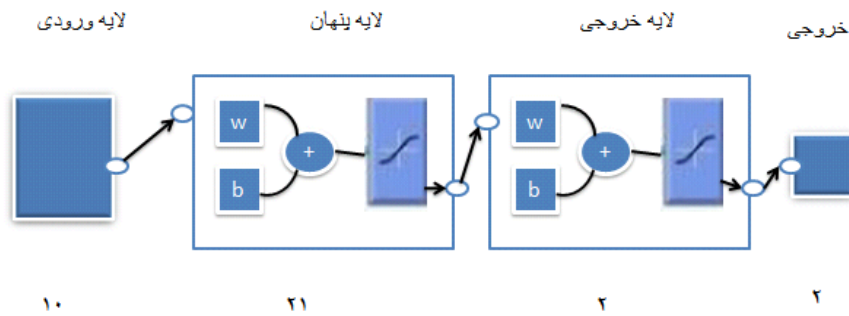 لایه ورودی
لایه پنهان
لایه خروجی
خروجی
w
+
b
w
+
b
۱۰
۲۱
۲
۲